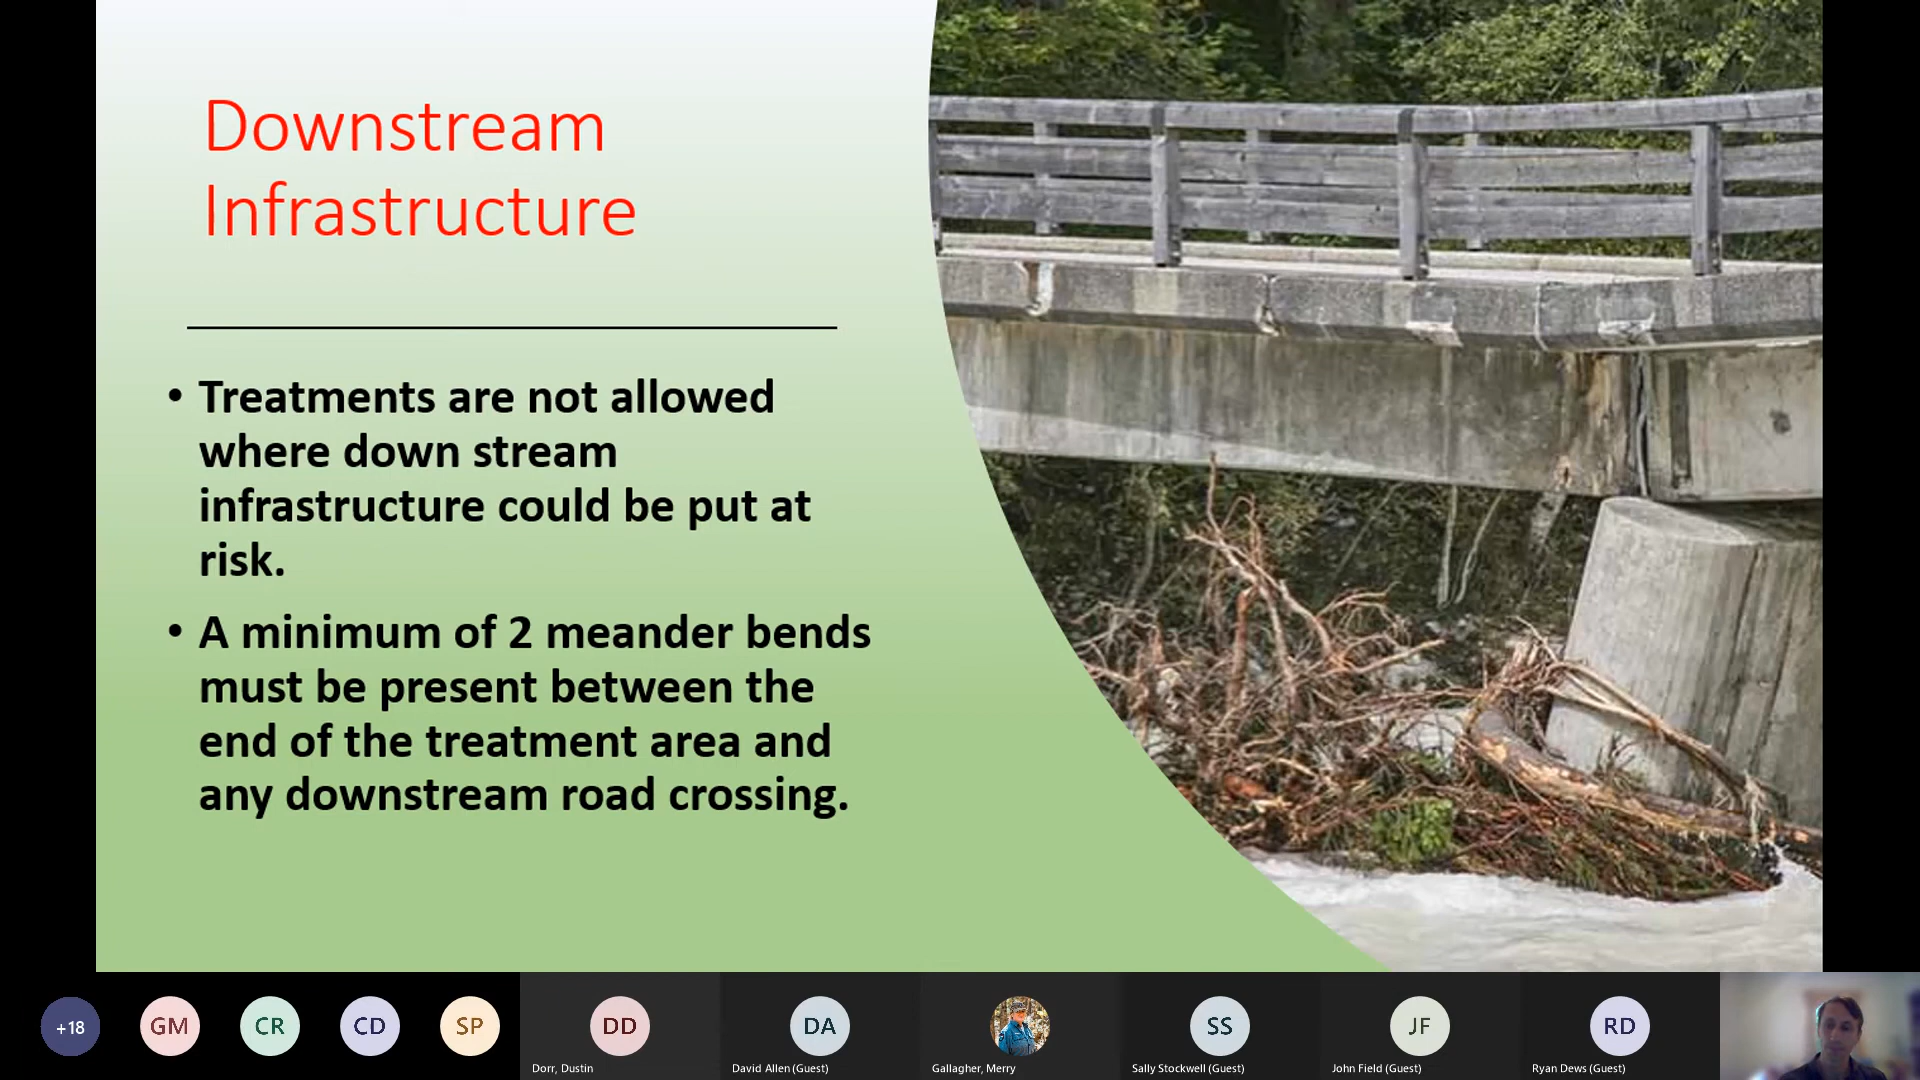 Downstream
Infrastructure
• Treatments are not allowed
where down stream
infrastructure could be put at
risk.
• A minimum of 2 meander bends
must be present between the
end of the treatment area and
any downstream road crossing.
+18
GM
CR
CD
SP
DD
DA
SS
JF
RD
Dorr, Dustin
David Allen (Guest)
Gallagher, Merry
Sally Stockwell (Guest)
John Field (Guest)
Ryan Dews (Guest)